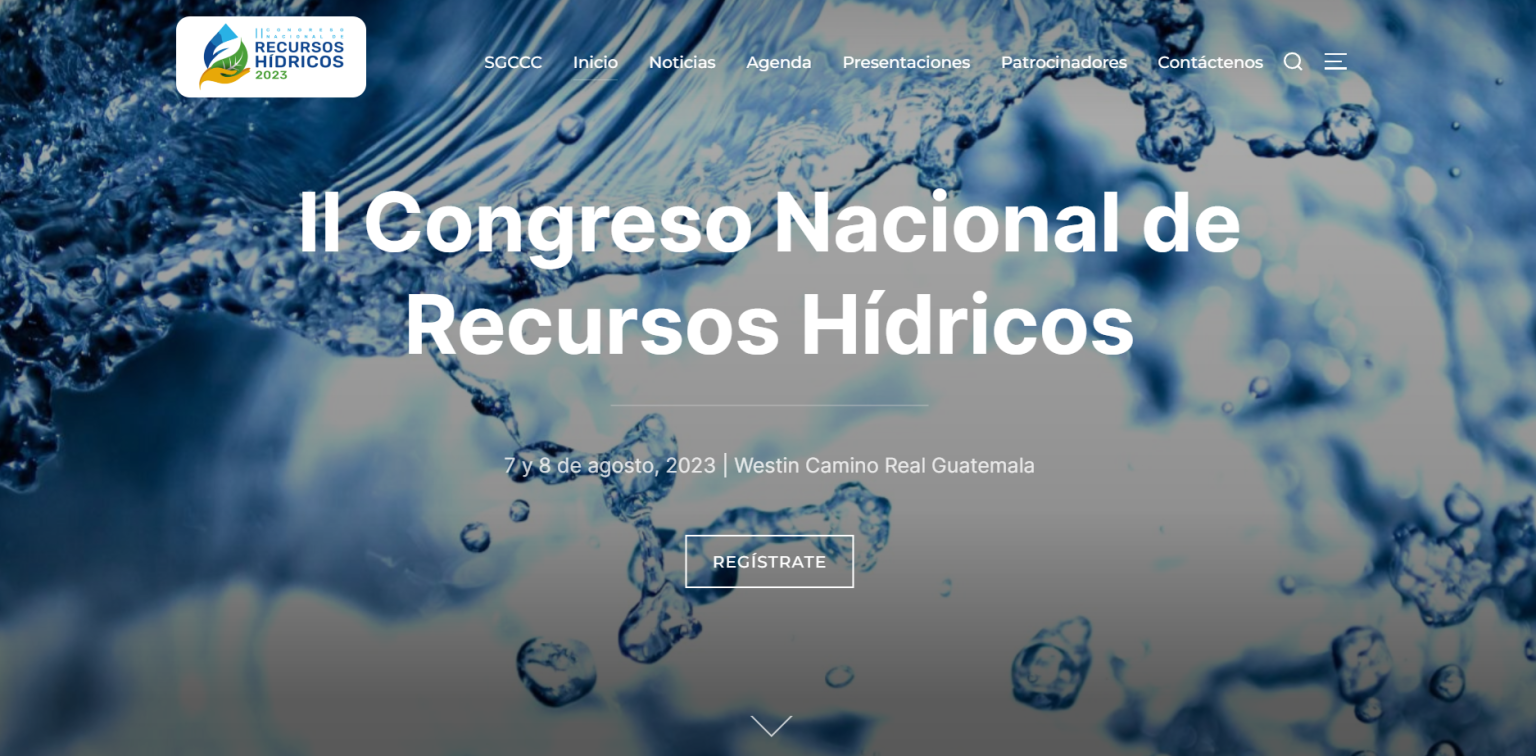 II CONGRESO
NACIONAL DE
RECURSOS
HÍDRICOS
2023
SGCCC Inicio Noticias Agenda Presentaciones Patrocinadores Contáctenos
II Congreso Nacional de
Recursos Hídricos
7 y 8 de agosto, 2023 | Westin Camino Real Guatemala
REGÍSTRATE